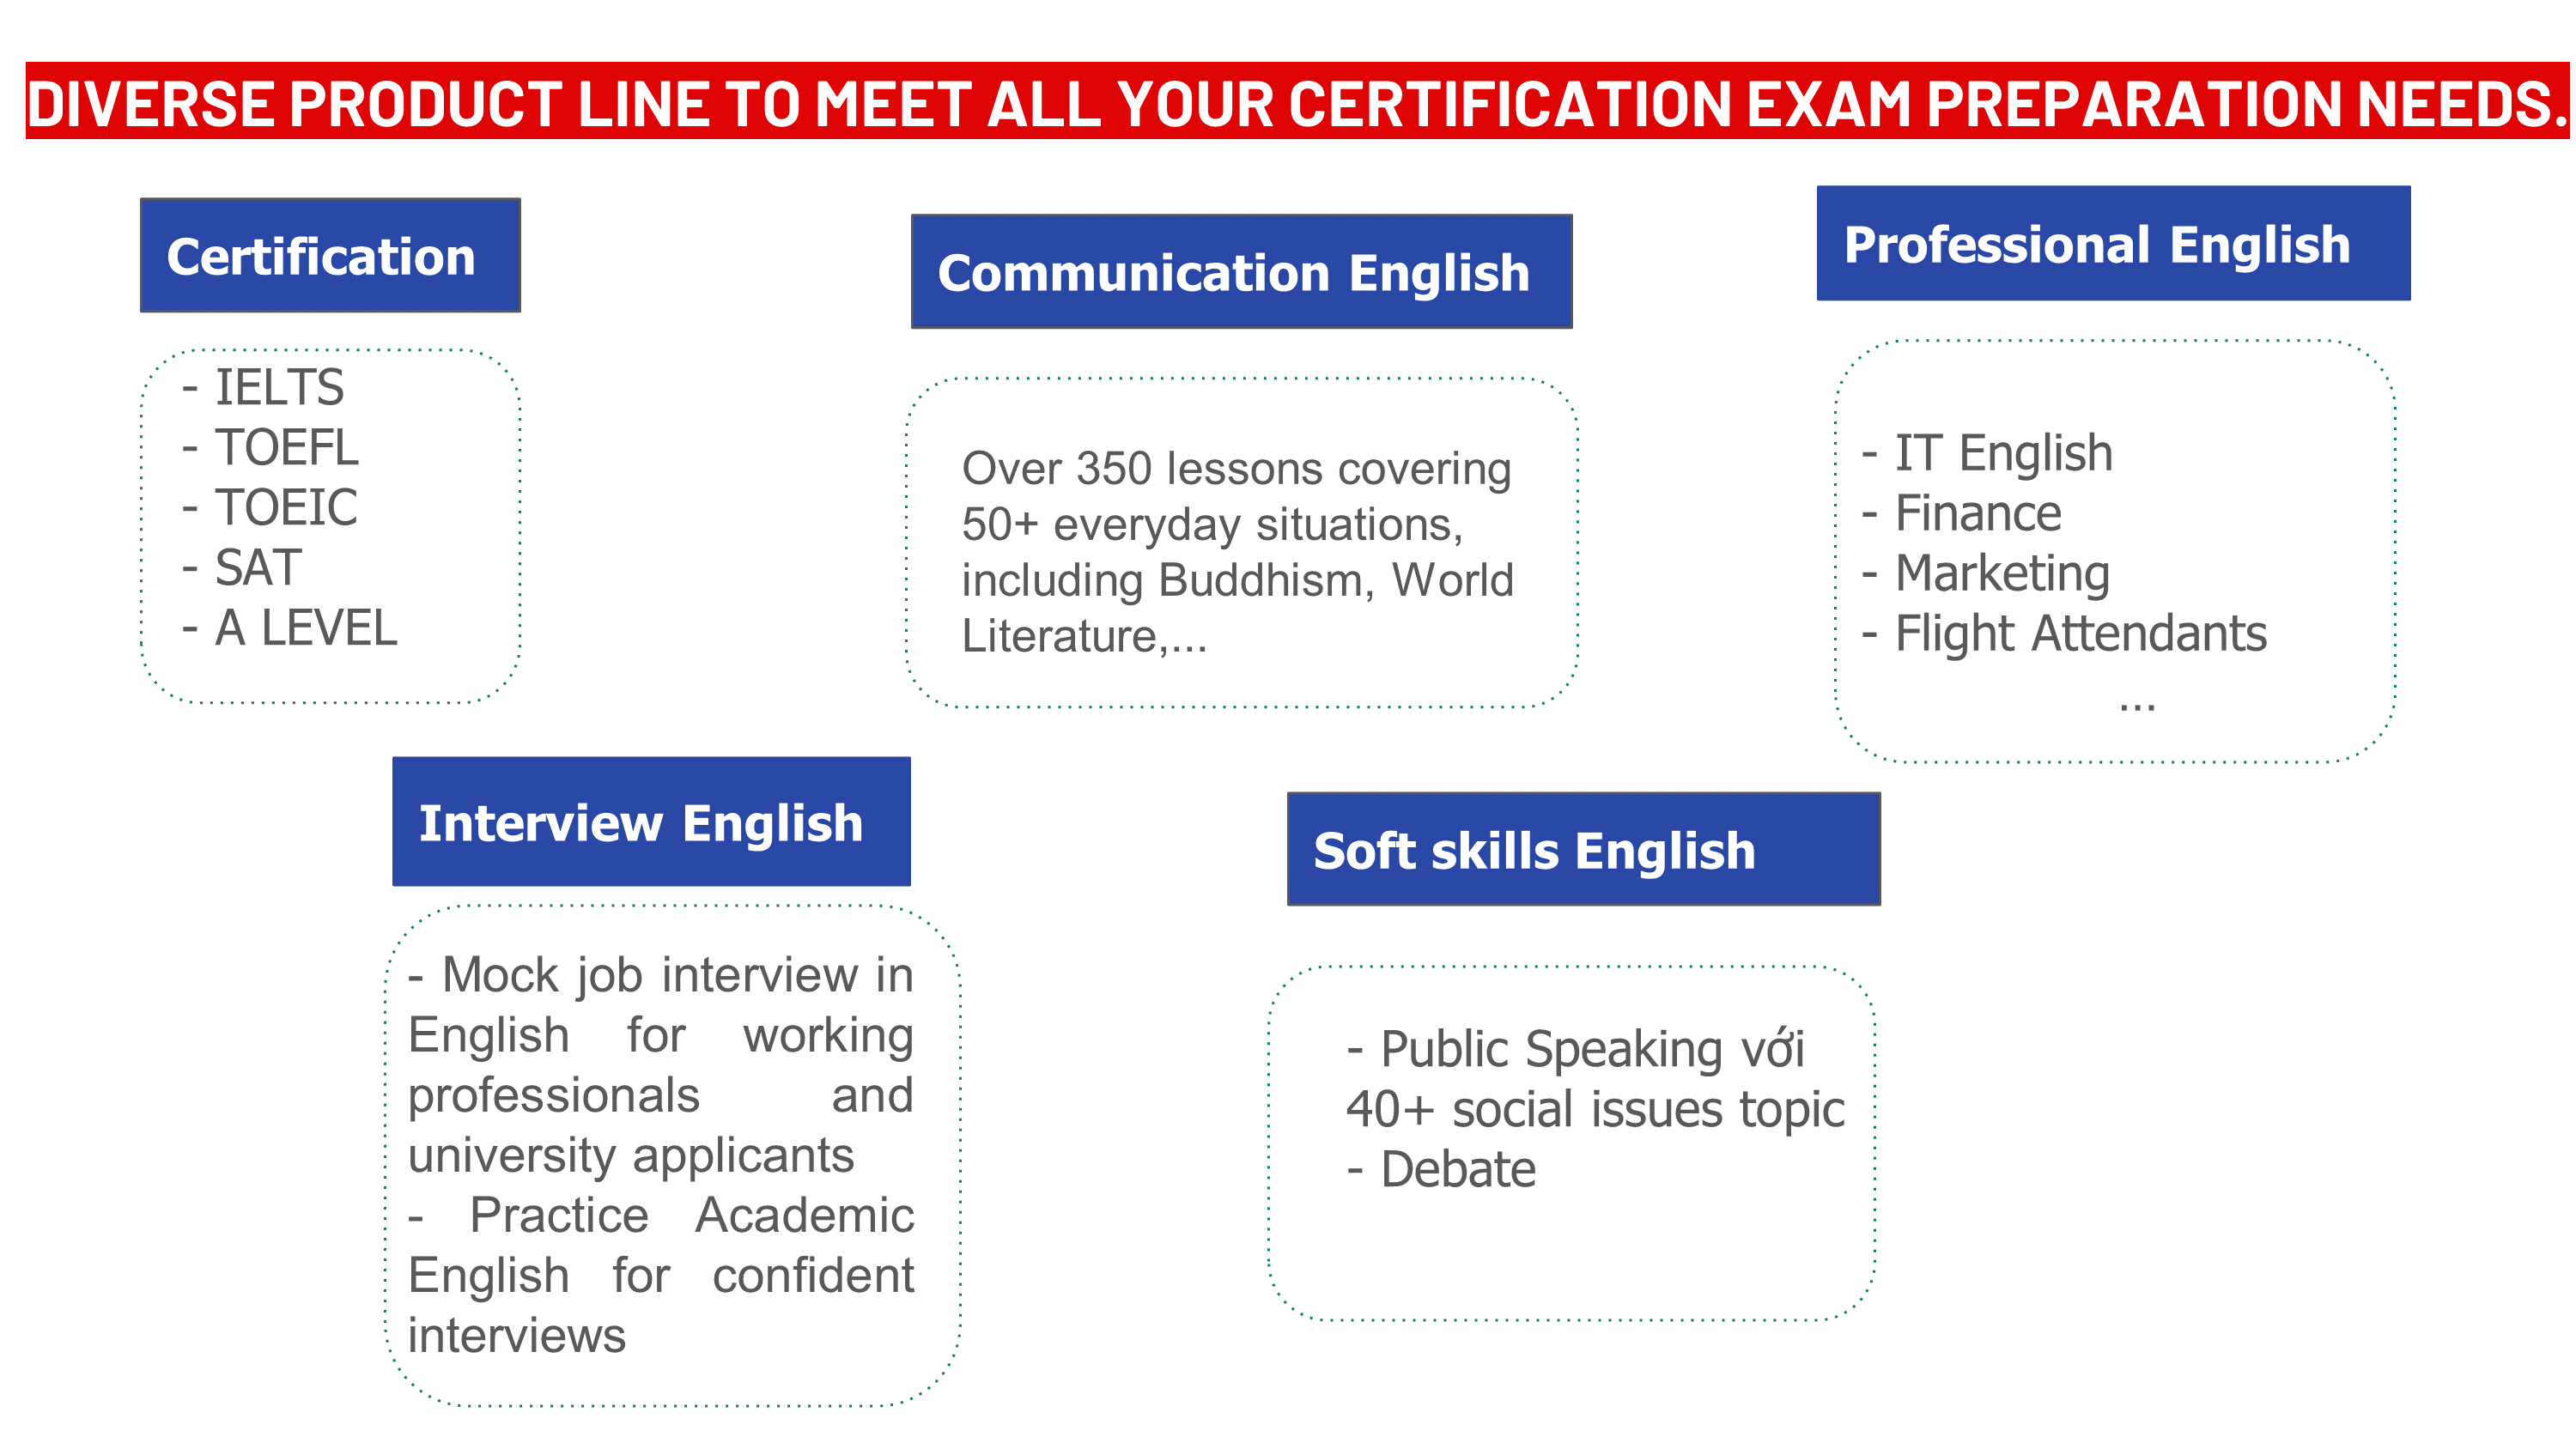 DIVERSE PRODUCT LINE TO MEET ALL YOUR CERTIFICATION EXAM PREPARATION NEEDS.
Certification
- IELTS
- TOEFL
- TOEIC
- SAT
- A LEVEL
Communication English
Over 350 lessons covering
50+ everyday situations,
including Buddhism, World
Literature,...
Professional English
- IT English
- Finance
- Marketing
- Flight Attendants
...
Interview English
- Mock job interview in
English for working
professionals and
university applicants
- Practice Academic
English for confident
interviews
Soft skills English
- Public Speaking với
40+ social issues topic
- Debate